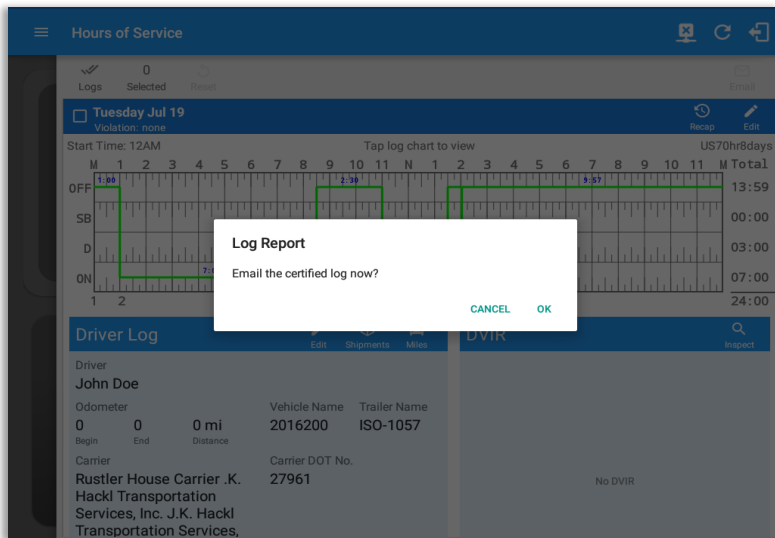 Hours of Service
Logs
0
Selected
Reset
Email
Tuesday Jul 19
Violation: none
Recap
Edit
Start Time: 12AM
Tap log chart to view
US70hr8days
M 1 2 3 4 5 6 7 8 9 10 11 N 1 2 3 4 5 6 7 8 9 10 11 M Total
OFF 1:00 2:30 9:57 13:59
SB 00:00
D 03:00
ON 07:00
1 2 24:00
Log Report
Email the certified log now?
CANCEL OK
Driver Log
Edit Shipments Miles
DVIR
Inspect
Driver
John Doe
Odometer
0 0 0 mi
Begin End Distance
Vehicle Name Trailer Name
2016200 ISO-1057
Carrier
Rustler House Carrier .K.
Hackl Transportation
Services, Inc. J.K. Hackl
Transportation Services,
Carrier DOT No.
27961
No DVIR